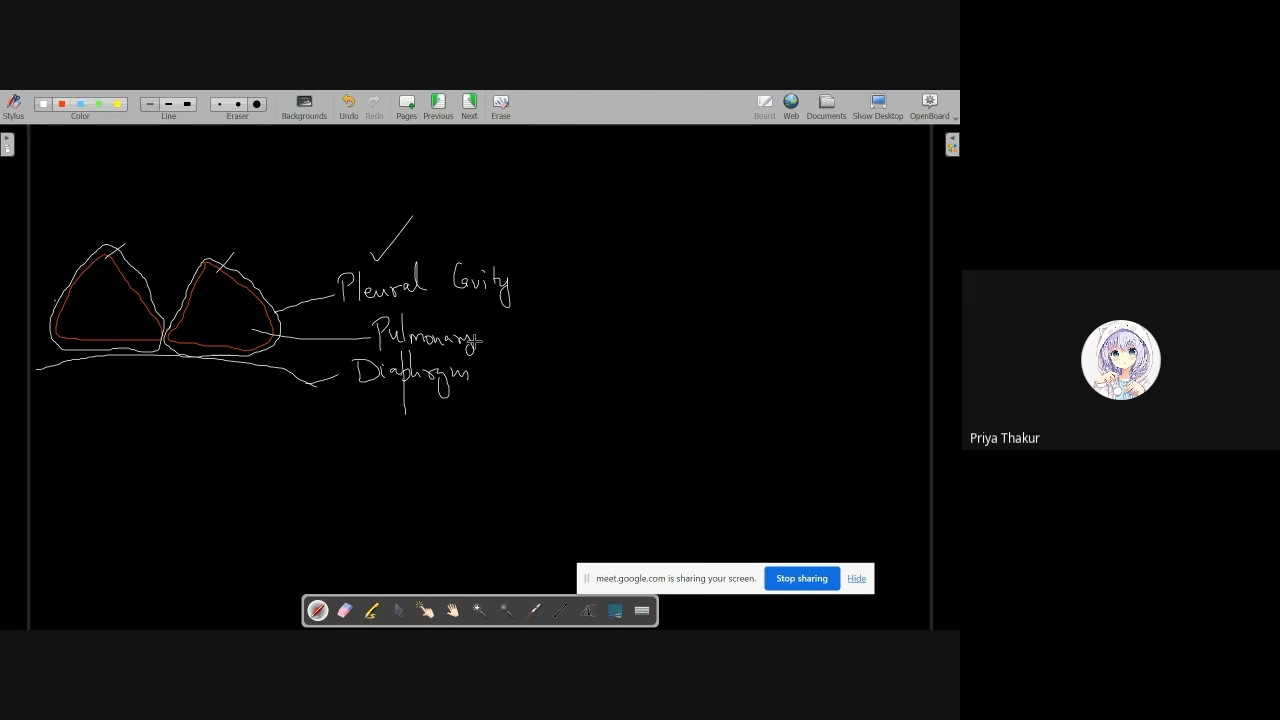 Stylus
Color
Line
Eraser
Backgrounds
Undo
Redo
Pages
Previous
Next
Erase
Board
Web
Documents
Show Desktop
OpenBoard
Pleural Cavity
Pulmonary
Diaphrgm
Priya Thakur
meet.google.com is sharing your screen.
Stop sharing
Hide